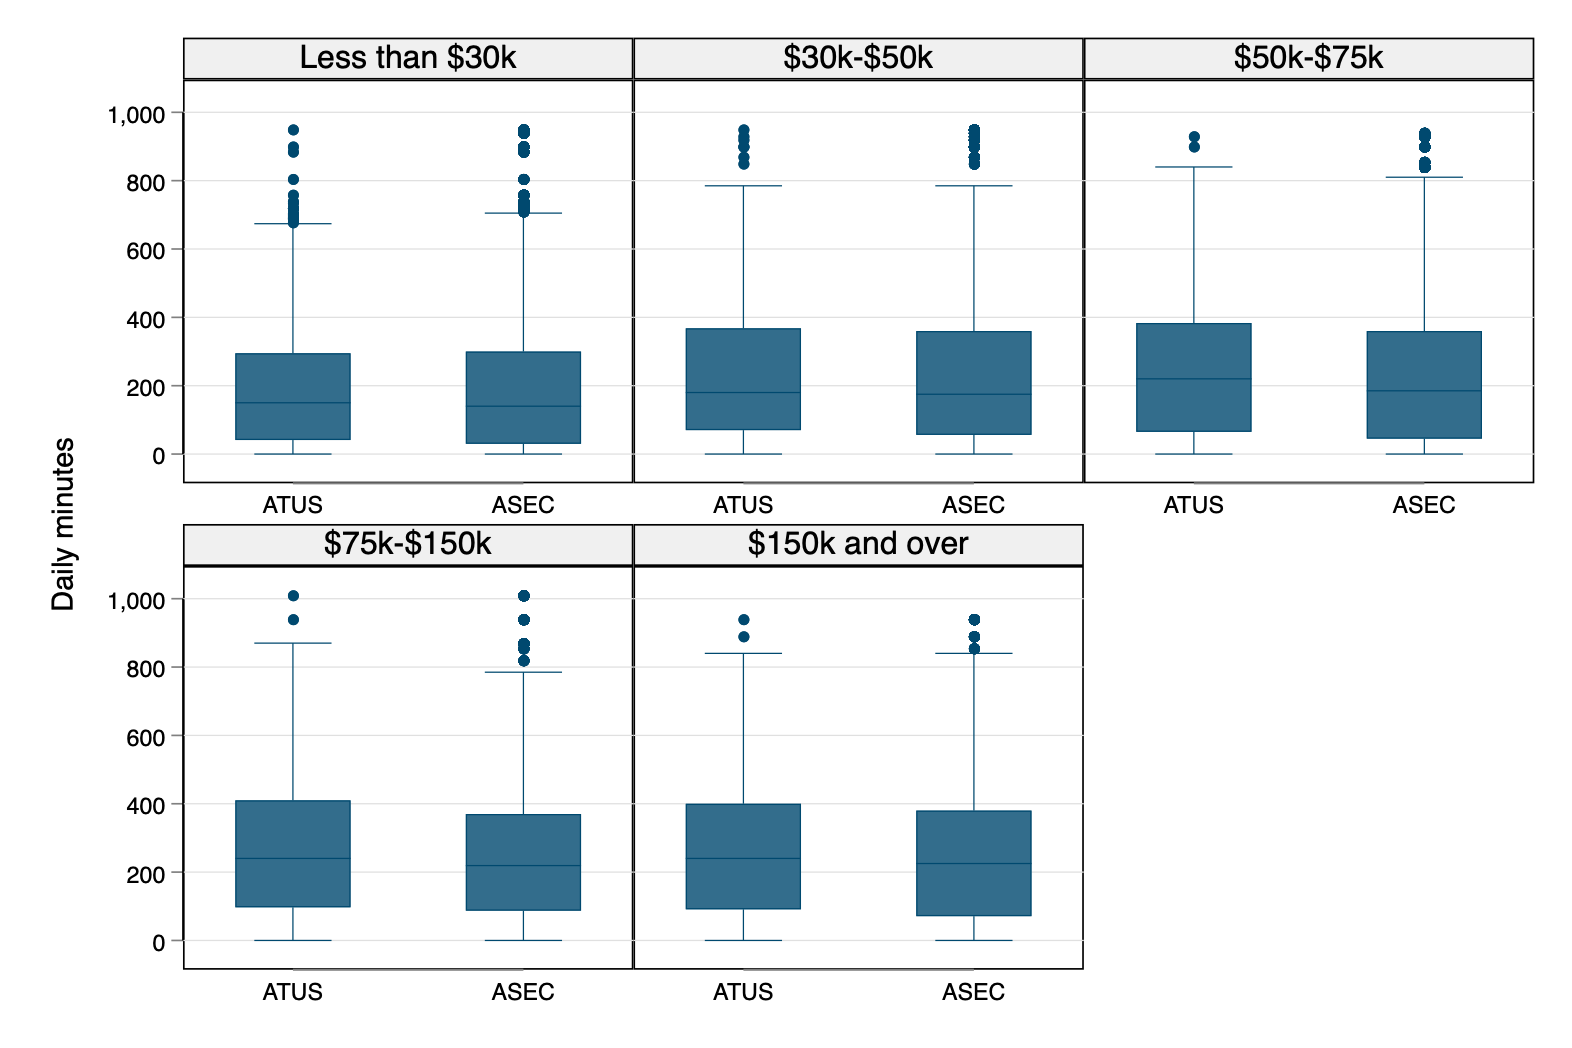 Daily minutes
Less than $30k
$30k-$50k
$50k-$75k
1,000
800
600
400
200
0
ATUS
ASEC
ATUS
ASEC
ATUS
ASEC
$75k-$150k
$150k and over
1,000
800
600
400
200
0
ATUS
ASEC
ATUS
ASEC